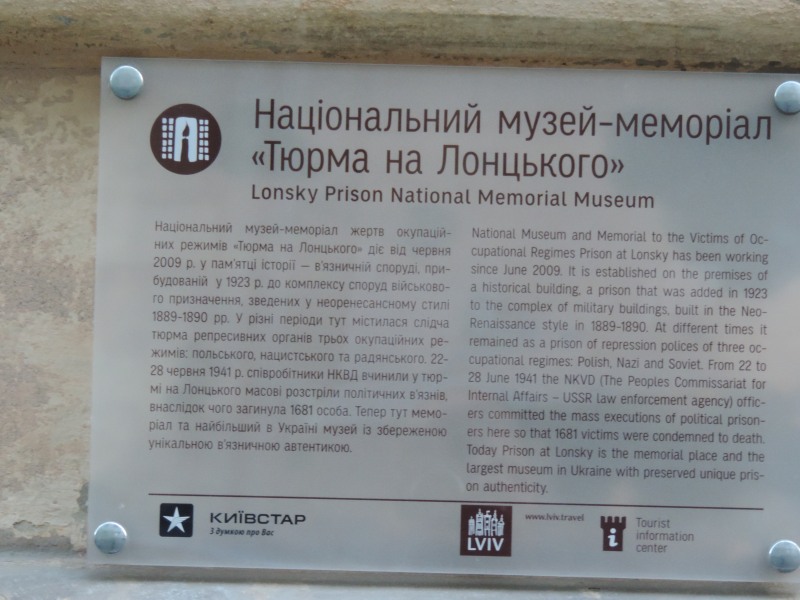 Національний музей-меморіал
«Тюрма на Лонцького»
Lonsky Prison National Memorial Museum
Національний музей-меморіал жертв окупацій-
них режимів «Тюрма на Лонцького» діє від червня
2009 р. у пам'ятці історії — в'язничній споруді, при-
будованій у 1923 р. до комплексу споруд військово-
го призначення, зведених у неоренесансному стилі
1889-1890 рр. У різні періоди тут містилася слідча
тюрма репресивних органів трьох окупаційних ре-
жимів: польського, нацистського та радянського. 22-
28 червня 1941 р. співробітники НКВД вчинили у тюр-
мі на Лонцького масові розстріли політичних в'язнів,
внаслідок чого загинула 1681 особа. Тепер тут мемо-
ріал та найбільший в Україні музей із збереженою
унікальною в'язничною автентикою.
National Museum and Memorial to the Victims of Oc-
cupational Regimes Prison at Lonsky has been working
since June 2009. It is established on the premises of
a historical building, a prison that was added in 1923
to the complex of military buildings, built in the Neo-
Renaissance style in 1889-1890. At different times it
remained as a prison of repression polices of three oc-
cupational regimes: Polish, Nazi and Soviet. From 22 to
28 June 1941 the NKVD (The Peoples Commissariat for
Internal Affairs – USSR law enforcement agency) offic-
ers committed the mass executions of political prison-
ers here so that 1681 victims were condemned to death.
Today Prison at Lonsky is the memorial place and the
largest museum in Ukraine with preserved unique pris-
on authenticity.
КИЇВСТАР
З думкою про Вас
LVIV
www.lviv.travel
Tourist
information
center